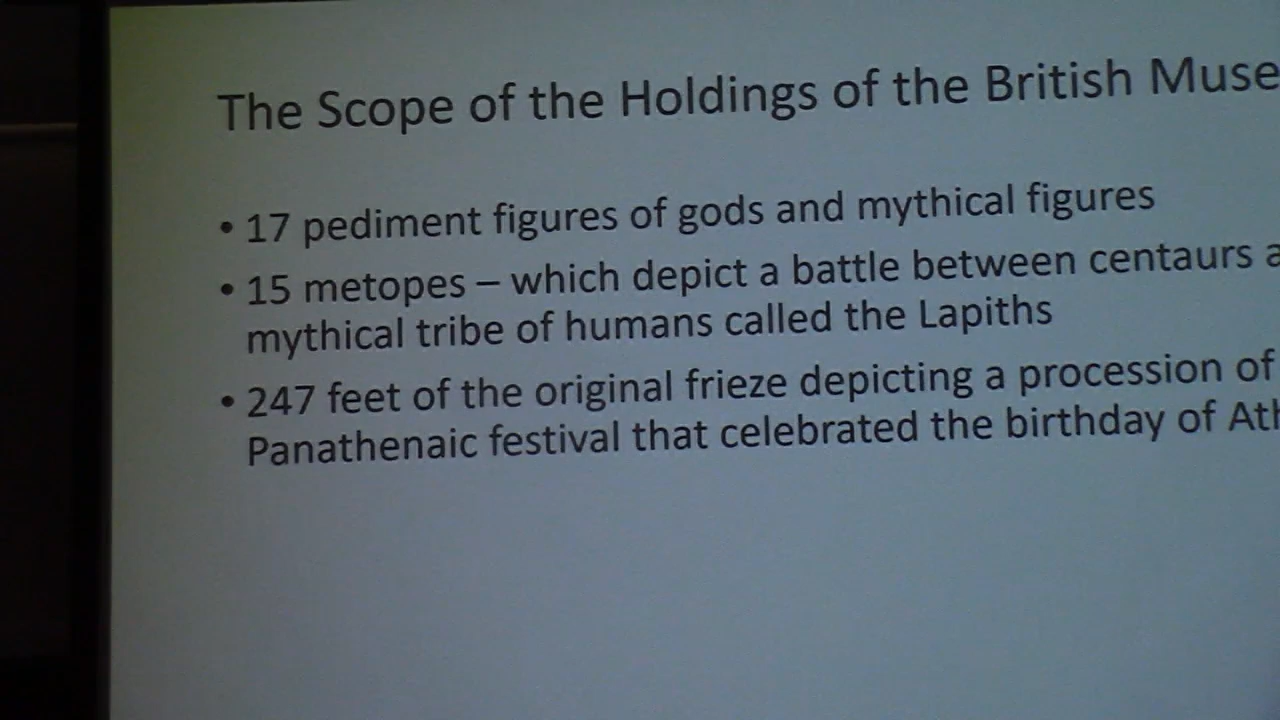 The Scope of the Holdings of the British Muse
• 17 pediment figures of gods and mythical figures
• 15 metopes – which depict a battle between centaurs a
mythical tribe of humans called the Lapiths
• 247 feet of the original frieze depicting a procession of
Panathenaic festival that celebrated the birthday of Ath